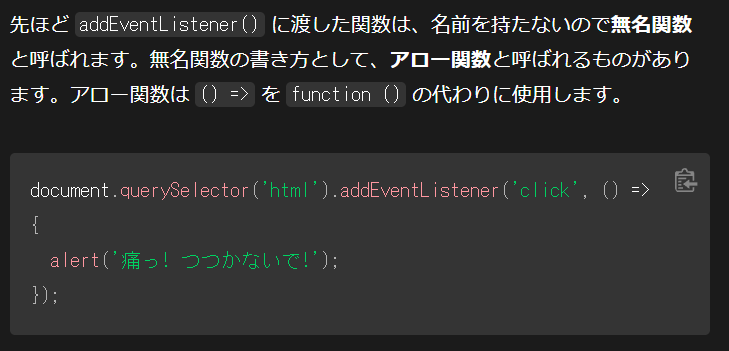 先ほど addEventListener() に渡した関数は、名前を持たないので無名関数
と呼ばれます。無名関数の書き方として、アロー関数と呼ばれるものがあり
ます。アロー関数は () => を function () の代わりに使用します。
document.querySelector('html').addEventListener('click', () =>
{
  alert('痛っ! つつかないで!');
});